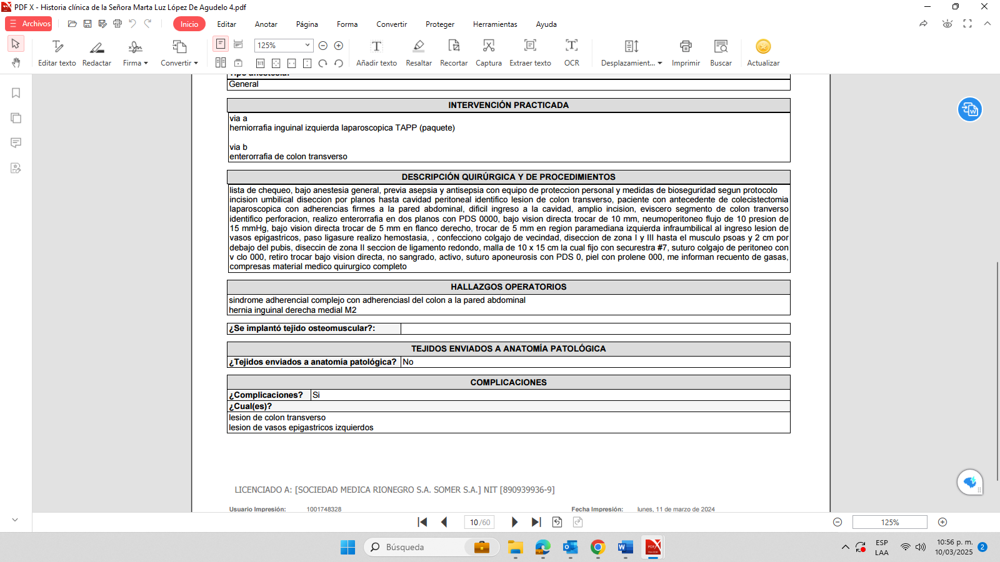 PDF X - Historia clínica de la Señora Marta Luz López De Agudelo 4.pdf
Archivos
Inicio
Editar
Anotar
Página
Forma
Convertir
Proteger
Herramientas
Ayuda
Editar texto
Redactar
Firma
Convertir
125%
Añadir texto
Resaltar
Recortar
Captura
Extraer texto
OCR
Desplazamient...
Imprimir
Buscar
Actualizar
Tipo anestesia:
General
INTERVENCIÓN PRACTICADA
via a
herniorrafia inguinal izquierda laparoscopica TAPP (paquete)
via b
enterorrafia de colon transverso
DESCRIPCIÓN QUIRÚRGICA Y DE PROCEDIMIENTOS
lista de chequeo, bajo anestesia general, previa asepsia y antisepsia con equipo de proteccion personal y medidas de bioseguridad segun protocolo
incision umbilical diseccion por planos hasta cavidad peritoneal identifico lesion de colon transverso, paciente con antecedente de colecistectomia
laparoscopica con adherencias firmes a la pared abdominal, dificil ingreso a la cavidad, amplio incision, eviscero segmento de colon tranverso
identifico perforacion, realizo enterorrafia en dos planos con PDS 0000, bajo vision directa trocar de 10 mm, neumoperitoneo flujo de 10 presion de
15 mmHg, bajo vision directa trocar de 5 mm en flanco derecho, trocar de 5 mm en region paramediana izquierda infraumbilical al ingreso lesion de
vasos epigastricos, paso ligasure realizo hemostasia, , confecciono colgajo de vecindad, diseccion de zona I y III hasta el musculo psoas y 2 cm por
debajo del pubis, diseccin de zona II seccion de ligamento redondo, malla de 10 x 15 cm la cual fijo con securestra #7, suturo colgajo de peritoneo con
v clo 000, retiro trocar bajo vision directa, no sangrado, activo, suturo aponeurosis con PDS 0, piel con prolene 000, me informan recuento de gasas,
compresas material medico quirurgico completo
HALLAZGOS OPERATORIOS
sindrome adherencial complejo con adherenciasl del colon a la pared abdominal
hernia inguinal derecha medial M2
¿Se implantó tejido osteomuscular?:
TEJIDOS ENVIADOS A ANATOMÍA PATOLÓGICA
¿Tejidos enviados a anatomía patológica? No
COMPLICACIONES
¿Complicaciones? Si
¿Cual(es)?
lesion de colon transverso
lesion de vasos epigastricos izquierdos
LICENCIADO A: [SOCIEDAD MEDICA RIONEGRO S.A. SOMER S.A.] NIT [890939936-9]
Usuario Impresión: 1001748328 Fecha Impresión: lunes, 11 de marzo de 2024
10/60
125%
Búsqueda
ESP
LAA
10:56 p. m.
10/03/2025
2